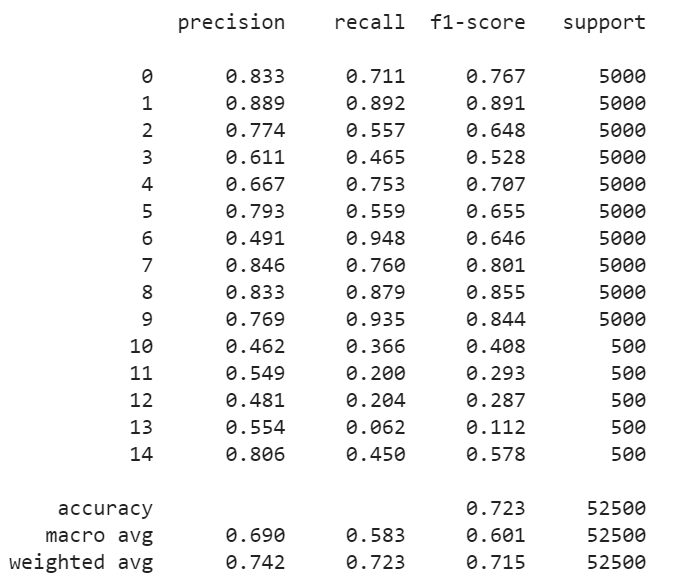 precision recall f1-score support
0 0.833 0.711 0.767 5000
1 0.889 0.892 0.891 5000
2 0.774 0.557 0.648 5000
3 0.611 0.465 0.528 5000
4 0.667 0.753 0.707 5000
5 0.793 0.559 0.655 5000
6 0.491 0.948 0.646 5000
7 0.846 0.760 0.801 5000
8 0.833 0.879 0.855 5000
9 0.769 0.935 0.844 5000
10 0.462 0.366 0.408 500
11 0.549 0.200 0.293 500
12 0.481 0.204 0.287 500
13 0.554 0.062 0.112 500
14 0.806 0.450 0.578 500
accuracy 0.723 52500
macro avg 0.690 0.583 0.601 52500
weighted avg 0.742 0.723 0.715 52500